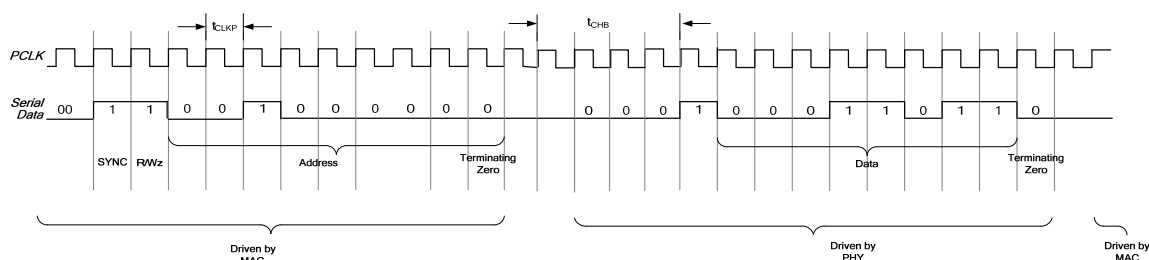 tCLKP
tCHB
PCLK
Serial Data 00 1 1 0 0 1 0 0 0 0 0 0 0 0 0 1 0 0 0 1 1 0 1 1 0
SYNC R/Wz Address Terminating Zero Data Terminating Zero
Driven by MAC
Driven by PHY
Driven by MAC